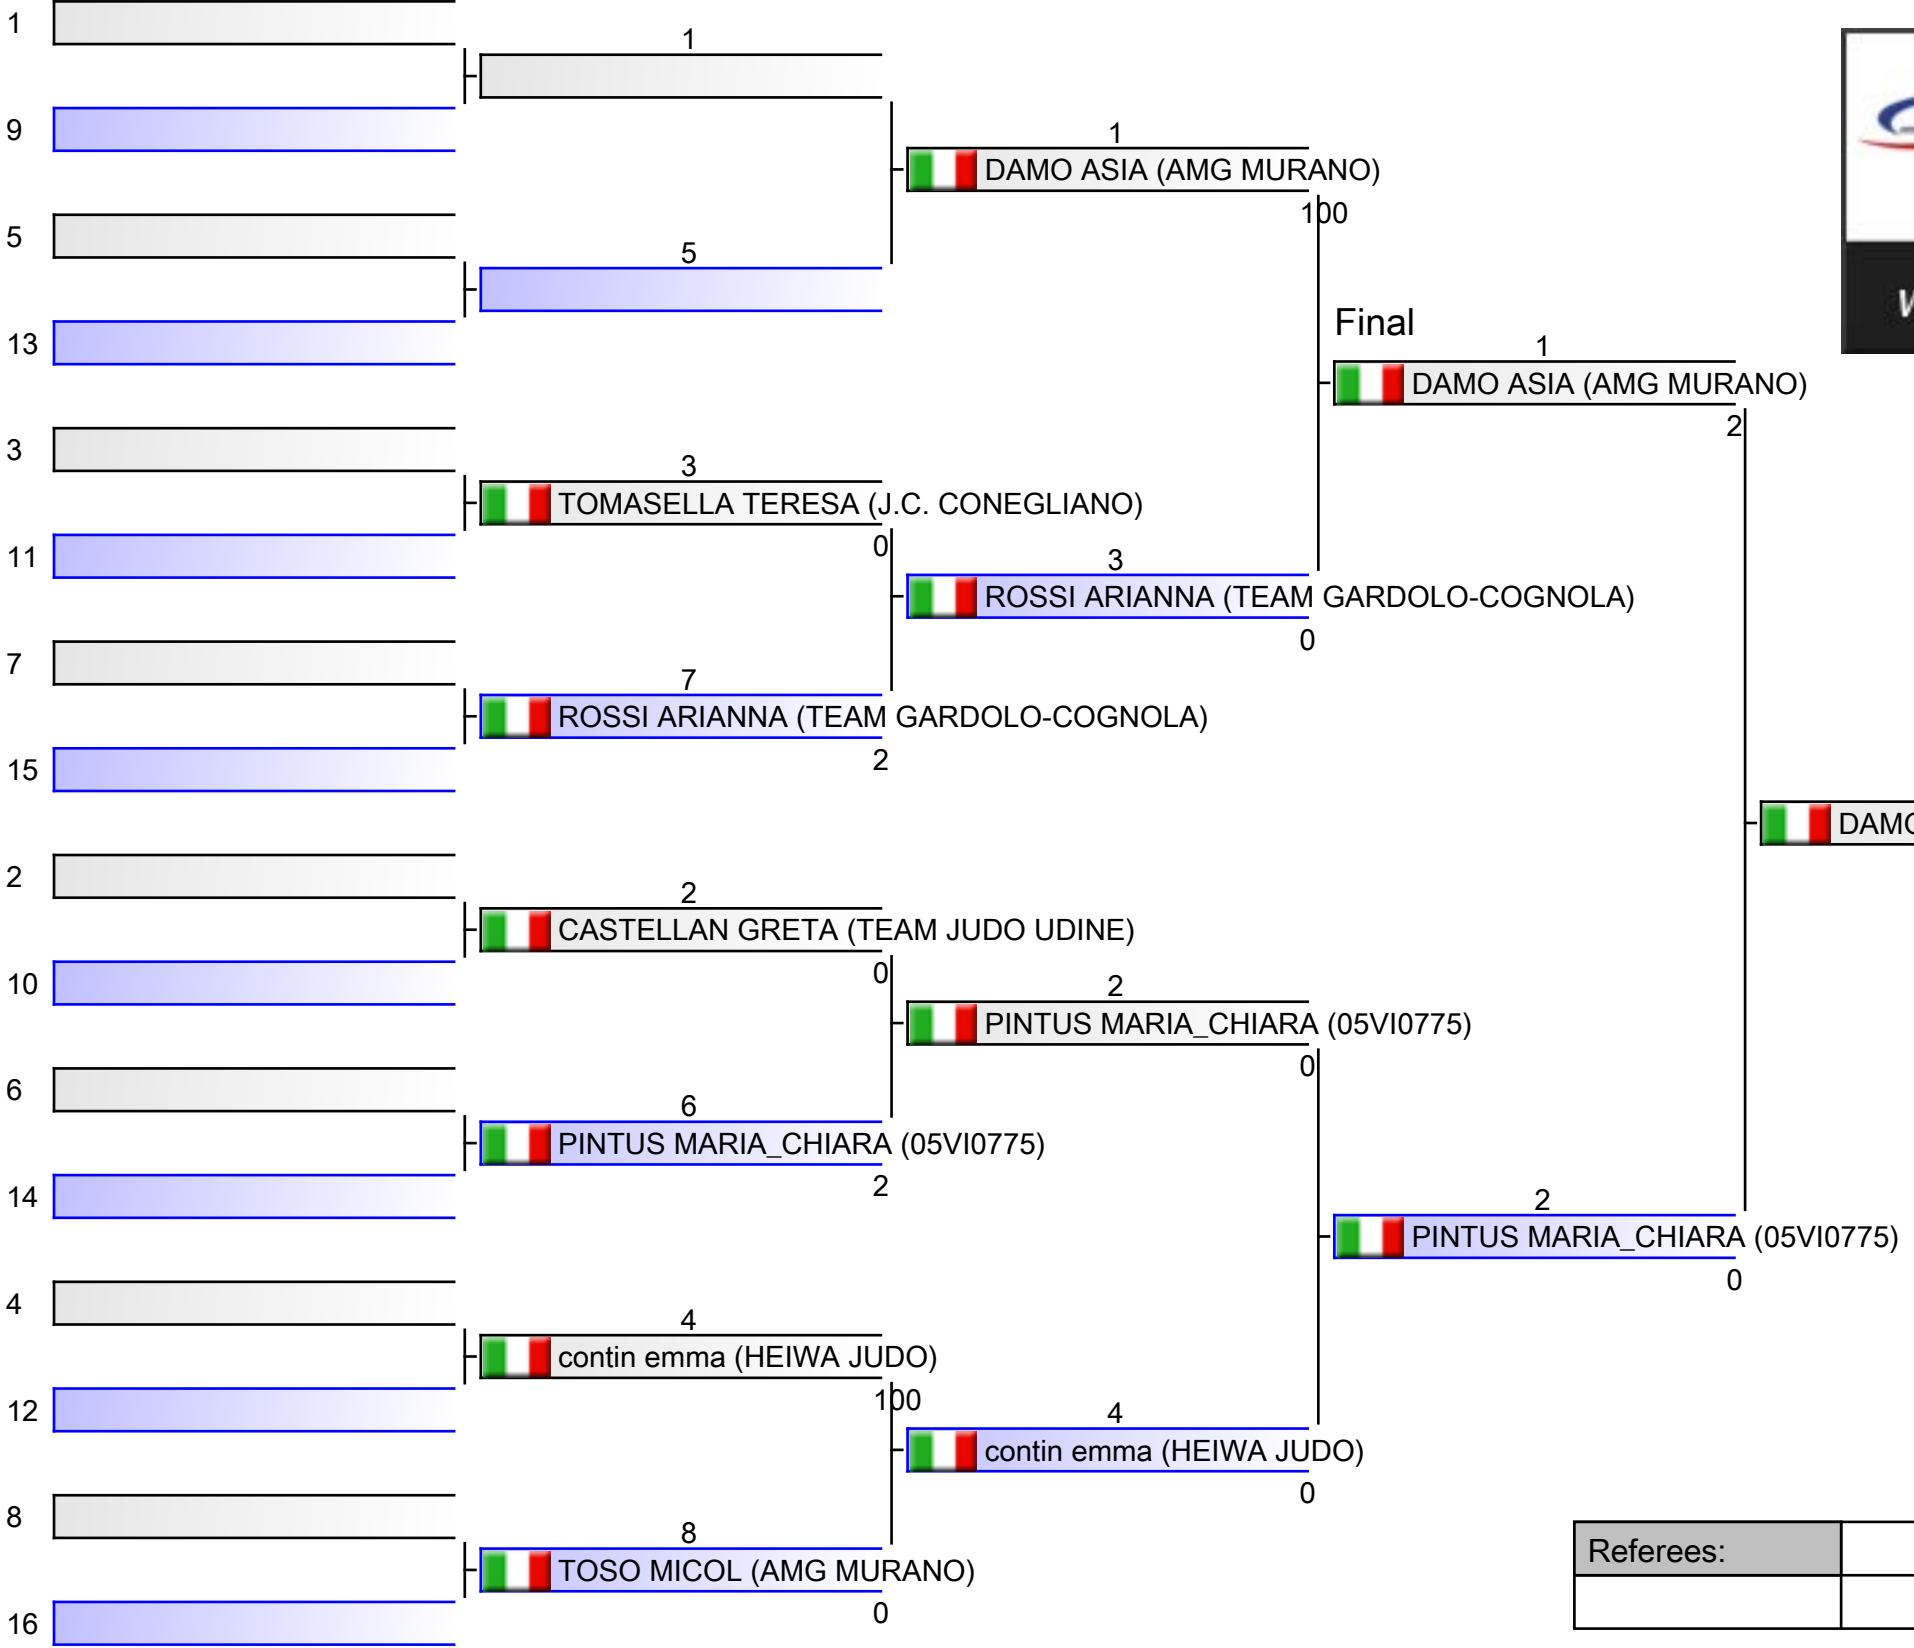 1
1
9
1
DAMO ASIA (AMG MURANO)
100
5
5
13
Final
1
DAMO ASIA (AMG MURANO)
2
3
3
TOMASELLA TERESA (J.C. CONEGLIANO)
0
11
3
ROSSI ARIANNA (TEAM GARDOLO-COGNOLA)
0
7
7
ROSSI ARIANNA (TEAM GARDOLO-COGNOLA)
2
15
DAMO
2
2
CASTELLAN GRETA (TEAM JUDO UDINE)
0
10
2
PINTUS MARIA_CHIARA (05VI0775)
0
6
6
PINTUS MARIA_CHIARA (05VI0775)
2
14
2
PINTUS MARIA_CHIARA (05VI0775)
0
4
4
contin emma (HEIWA JUDO)
100
12
4
contin emma (HEIWA JUDO)
0
8
8
TOSO MICOL (AMG MURANO)
0
16
Referees: